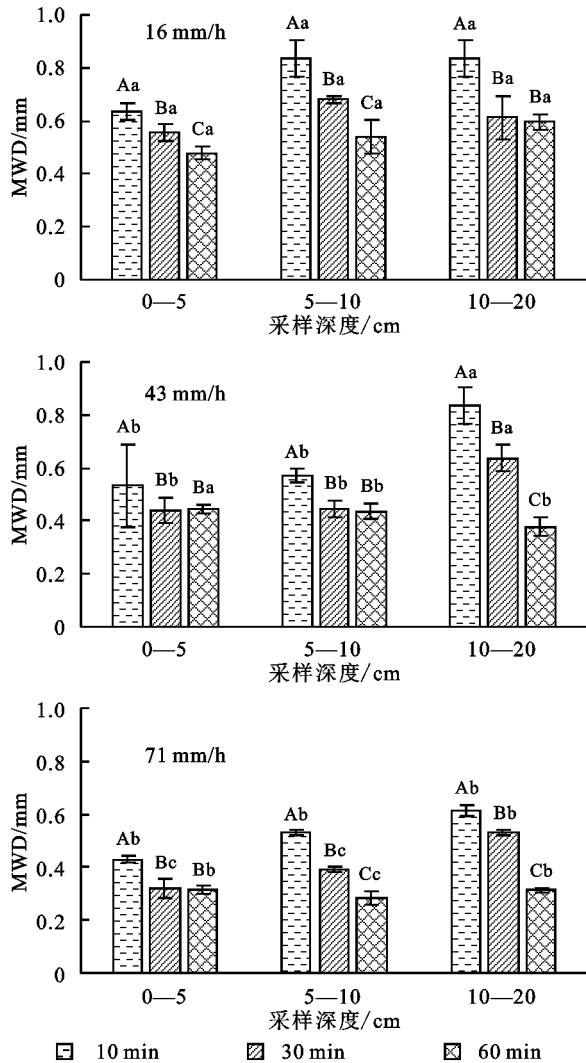 1.0
16 mm/h
Aa
Aa
0.8
Ba
Ba
Ba
Aa
Ba
Ca
Ca
MWD/mm
0.6
0.4
0.2
0
0—5
5—10
10—20
采样深度/cm
1.0
43 mm/h
Aa
0.8
Ba
Ab
Ab
Bb
Ba
Bb
Bb
Cb
MWD/mm
0.6
0.4
0.2
0
0—5
5—10
10—20
采样深度/cm
1.0
71 mm/h
0.8
Ab
Bb
Ab
Bc
Bb
Ab
Bc
Cc
Cb
MWD/mm
0.6
0.4
0.2
0
0—5
5—10
10—20
采样深度/cm
10 min
30 min
60 min